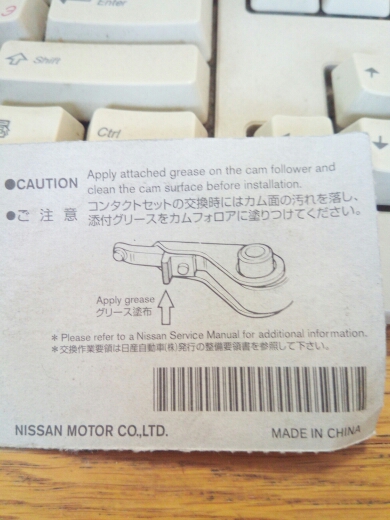 3
Enter
Shift
Ctrl
●CAUTION Apply attached grease on the cam follower and
clean the cam surface before installation.
●ご注意 コンタクトセットの交換時にはカム面の汚れを落し、
添付グリースをカムフォロアに塗りつけてください。
Apply grease
グリース塗布
* Please refer to a Nissan Service Manual for additional information.
* 交換作業要領は日産自動車(株)発行の整備要領書を参照して下さい。
NISSAN MOTOR CO.,LTD.
MADE IN CHINA